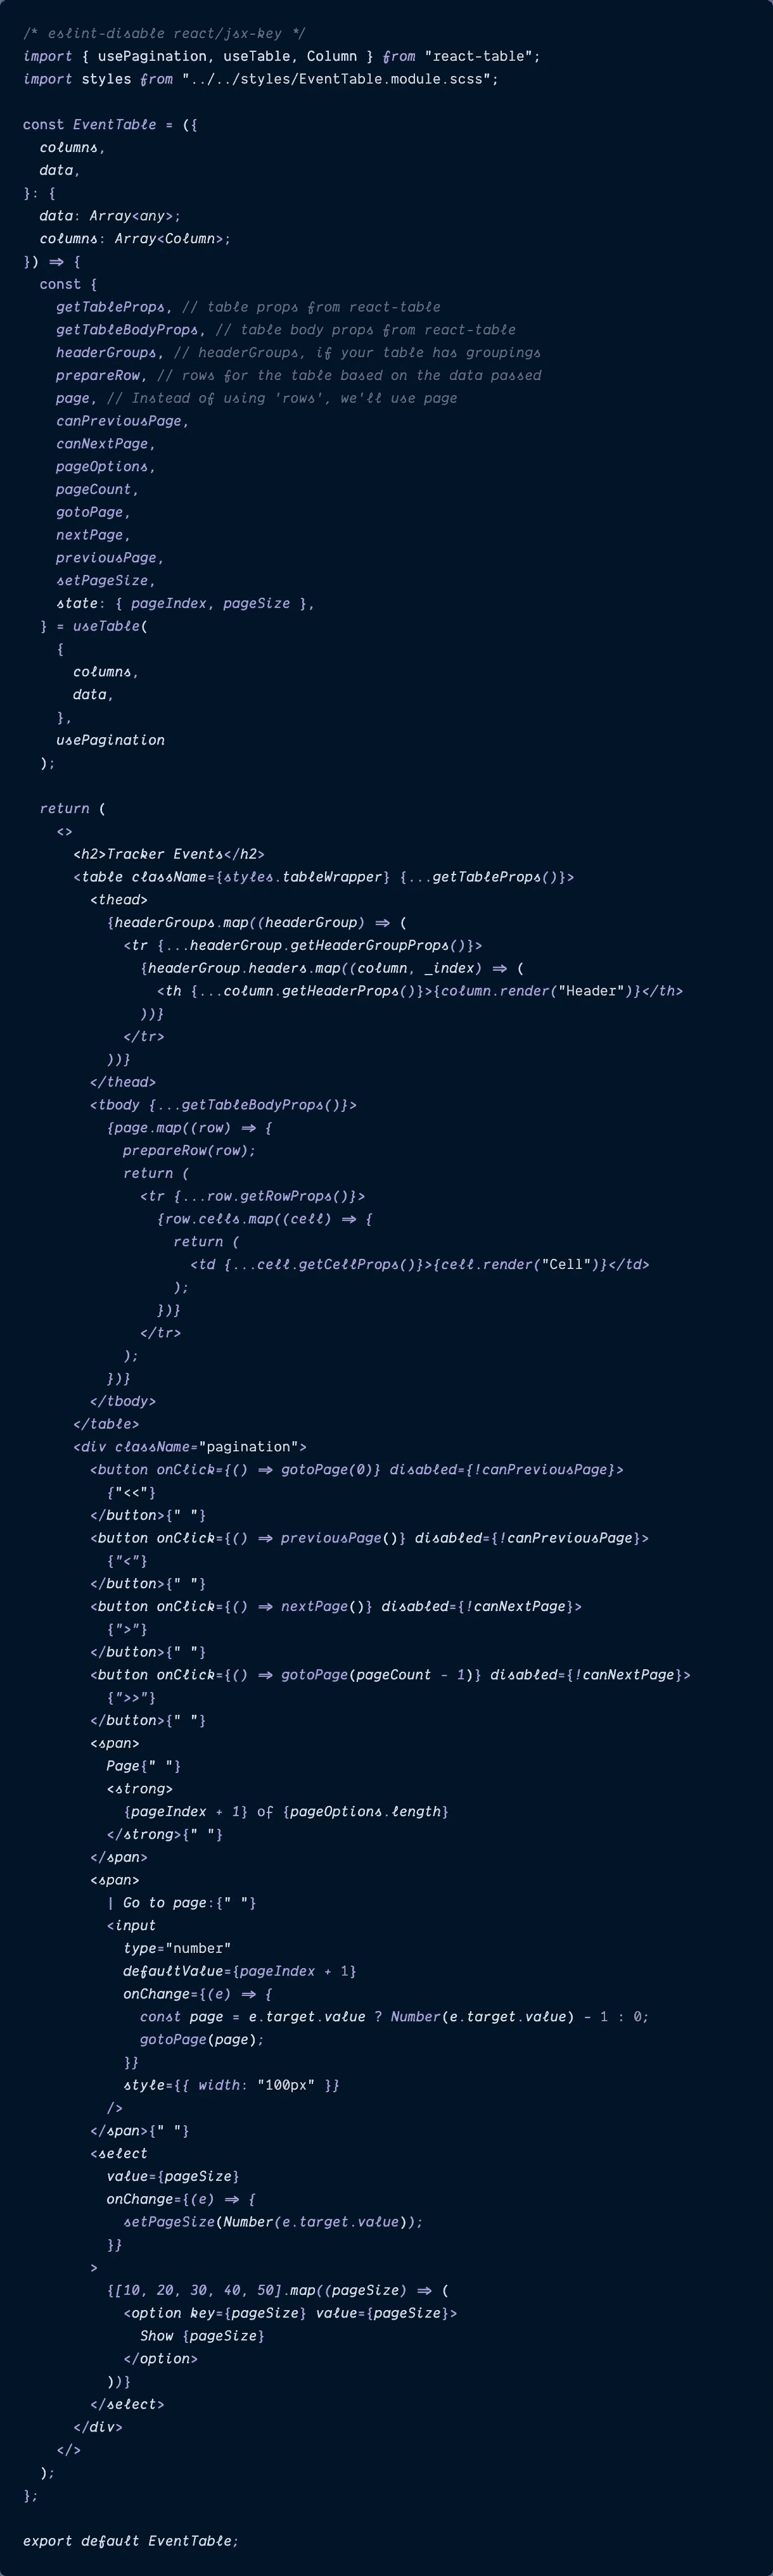 /* eslint-disable react/jsx-key */
import { usePagination, useTable, Column } from "react-table";
import styles from "../../styles/EventTable.module.scss";

const EventTable = ({
  columns,
  data,
}: {
  data: Array<any>;
  columns: Array<Column>;
}) => {
  const {
    getTableProps, // table props from react-table
    getTableBodyProps, // table body props from react-table
    headerGroups, // headerGroups, if your table has groupings
    prepareRow, // rows for the table based on the data passed
    page, // Instead of using 'rows', we'll use page
    canPreviousPage,
    canNextPage,
    pageOptions,
    pageCount,
    gotoPage,
    nextPage,
    previousPage,
    setPageSize,
    state: { pageIndex, pageSize },
  } = useTable(
    {
      columns,
      data,
    },
    usePagination
  );

  return (
    <>
      <h2>Tracker Events</h2>
      <table className={styles.tableWrapper} {...getTableProps()}>
        <thead>
          {headerGroups.map((headerGroup) => (
            <tr {...headerGroup.getHeaderGroupProps()}>
              {headerGroup.headers.map((column, _index) => (
                <th {...column.getHeaderProps()}>{column.render("Header")}</th>
              ))}
            </tr>
          ))}
        </thead>
        <tbody {...getTableBodyProps()}>
          {page.map((row) => {
            prepareRow(row);
            return (
              <tr {...row.getRowProps()}>
                {row.cells.map((cell) => {
                  return (
                    <td {...cell.getCellProps()}>{cell.render("Cell")}</td>
                  );
                })}
              </tr>
            );
          })}
        </tbody>
      </table>
      <div className="pagination">
        <button onClick={() => gotoPage(0)} disabled={!canPreviousPage}>
          {"<<"}
        </button>{" "}
        <button onClick={() => previousPage()} disabled={!canPreviousPage}>
          {"<"}
        </button>{" "}
        <button onClick={() => nextPage()} disabled={!canNextPage}>
          {">"}
        </button>{" "}
        <button onClick={() => gotoPage(pageCount - 1)} disabled={!canNextPage}>
          {">>"}
        </button>{" "}
        <span>
          Page{" "}
          <strong>
            {pageIndex + 1} of {pageOptions.length}
          </strong>{" "}
        </span>
        <span>
          | Go to page:{" "}
          <input
            type="number"
            defaultValue={pageIndex + 1}
            onChange={(e) => {
              const page = e.target.value ? Number(e.target.value) - 1 : 0;
              gotoPage(page);
            }}
            style={{ width: "100px" }}
          />
        </span>{" "}
        <select
          value={pageSize}
          onChange={(e) => {
            setPageSize(Number(e.target.value));
          }}
        >
          {[10, 20, 30, 40, 50].map((pageSize) => (
            <option key={pageSize} value={pageSize}>
              Show {pageSize}
            </option>
          ))}
        </select>
      </div>
    </>
  );
};

export default EventTable;